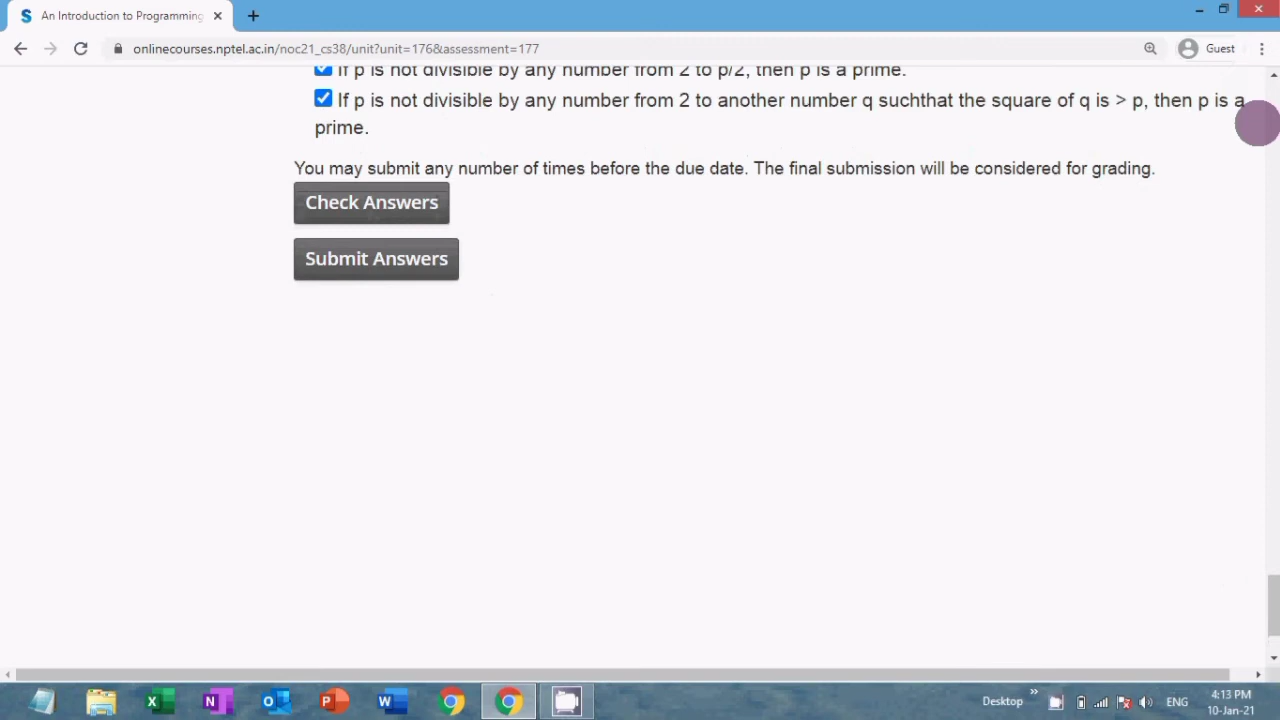 An Introduction to Programming
onlinecourses.nptel.ac.in/noc21_cs38/unit?unit=176&assessment=177
Guest
If p is not divisible by any number from 2 to p/2, then p is a prime.
If p is not divisible by any number from 2 to another number q suchthat the square of q is > p, then p is a
prime.
You may submit any number of times before the due date. The final submission will be considered for grading.
Check Answers
Submit Answers
Desktop
ENG
4:13 PM
10-Jan-21